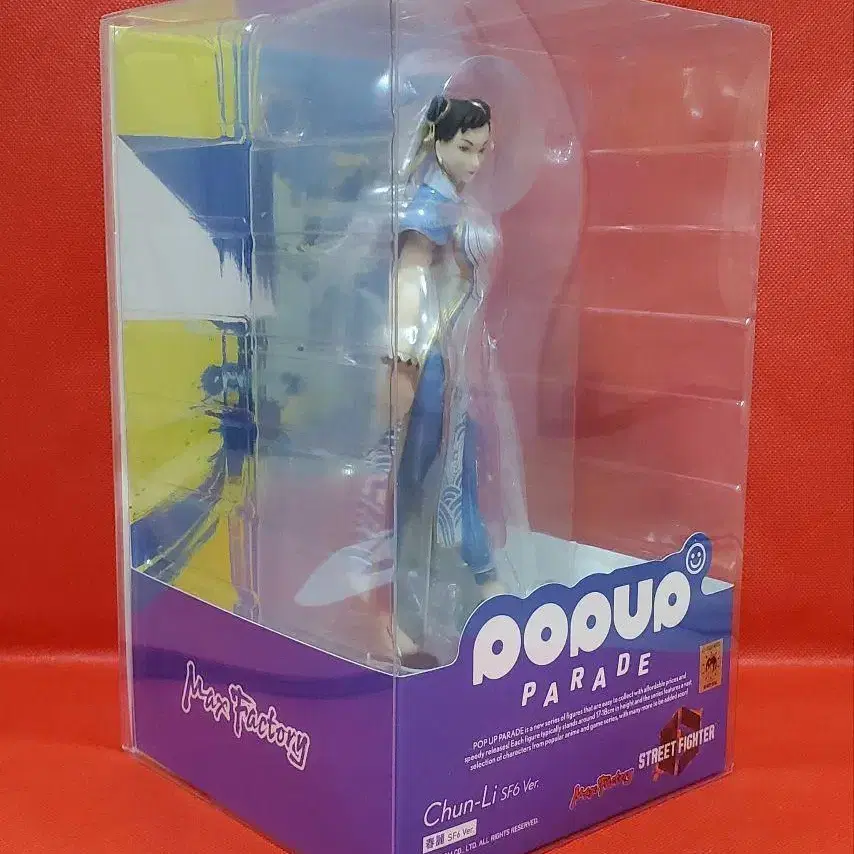 Max Factory
POPUP
PARADE
POP UP PARADE is a new series of figures that are easy to collect with affordable prices and
speedy releases! Each figure typically stands around 17-18cm in height and the series features a vast
selection of characters from popular anime and game series, with many more to be added soon!
Max Factory
STREET FIGHTER
Chun-Li SF6 Ver.
春麗 SF6 Ver.
CO., LTD. ALL RIGHTS RESERVED.